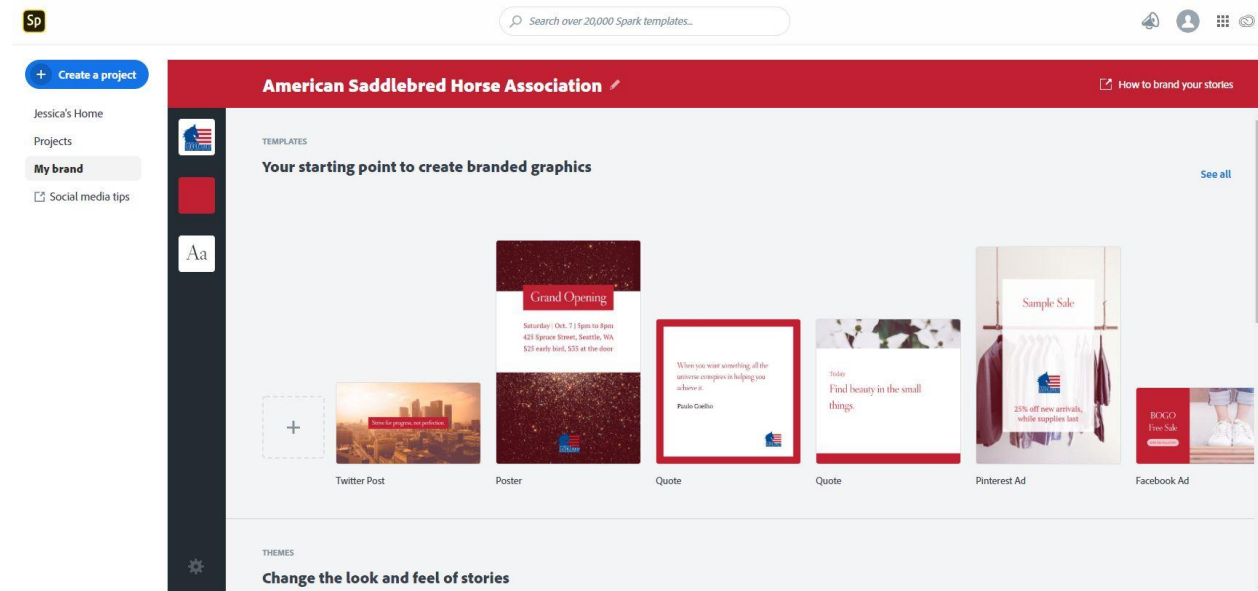 Sp
Search over 20,000 Spark templates...
+ Create a project
Jessica's Home
Projects
My brand
Social media tips
American Saddlebred Horse Association
How to brand your stories
Aa
TEMPLATES
Your starting point to create branded graphics
See all
+
Strive for progress, not perfection.
Twitter Post
Grand Opening
Saturday | Oct. 7 | 5pm to 8pm
425 Spruce Street, Seattle, WA
$25 early bird, $35 at the door
Poster
When you want something, all the
universe conspires in helping you
achieve it.
Paulo Coelho
Quote
Today
Find beauty in the small
things.
Quote
Sample Sale
25% off new arrivals,
while supplies last
Pinterest Ad
BOGO
Free Sale
Facebook Ad
THEMES
Change the look and feel of stories